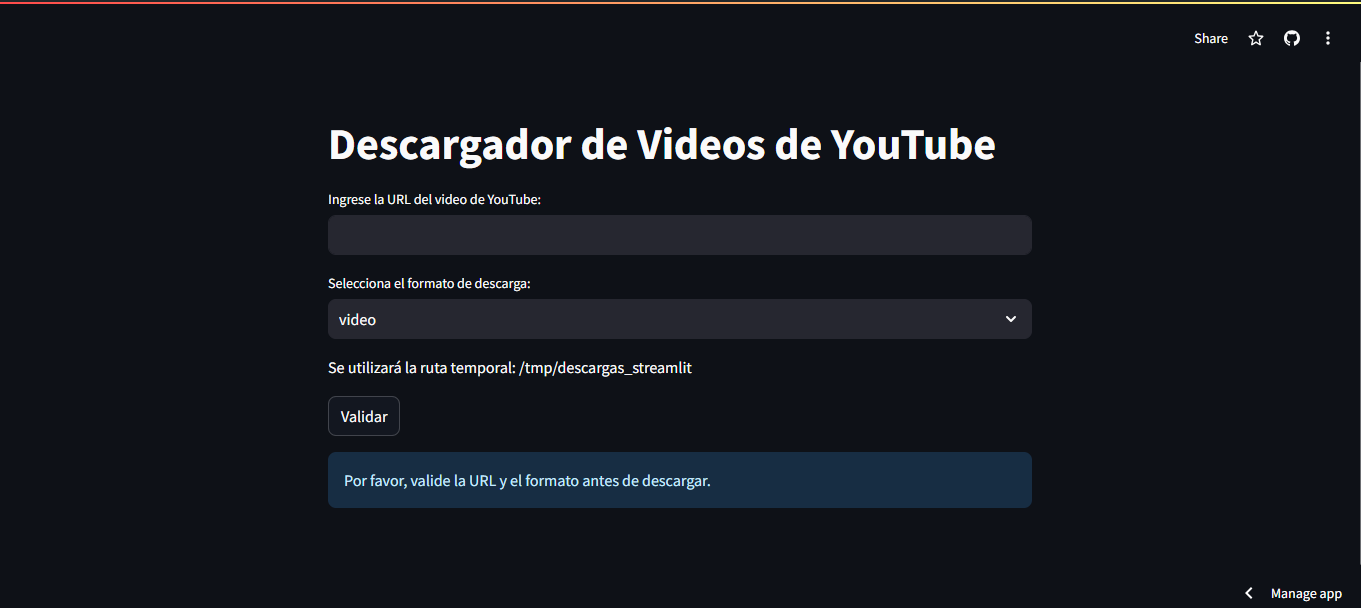 Share
Descargador de Videos de YouTube
Ingrese la URL del video de YouTube:
Selecciona el formato de descarga:
video
Se utilizará la ruta temporal: /tmp/descargas_streamlit
Validar
Por favor, valide la URL y el formato antes de descargar.
Manage app